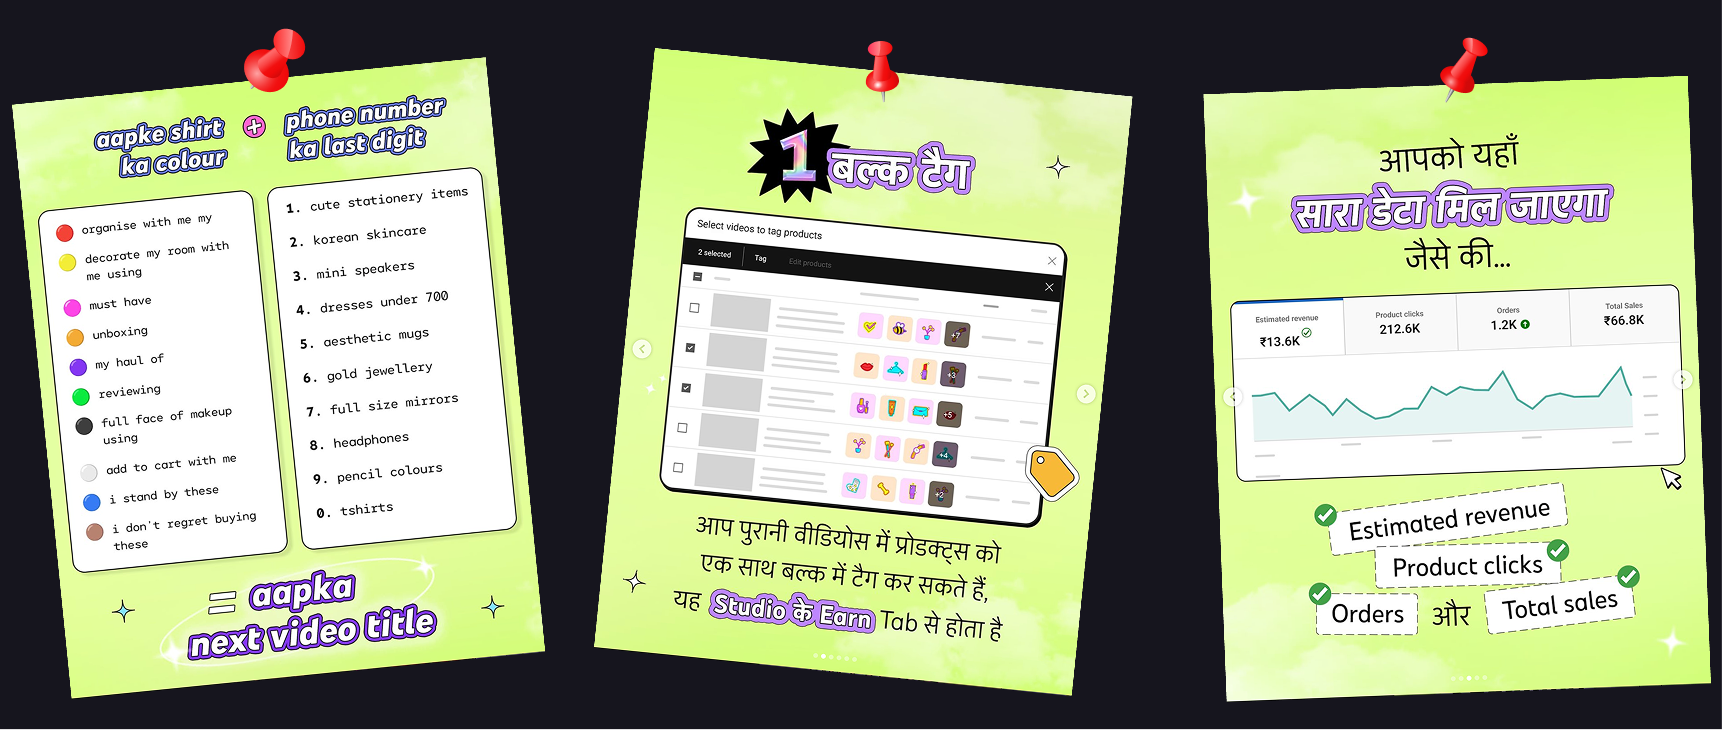 aapke shirt
ka colour
+
phone number
ka last digit
organise with me my
decorate my room with
me using
must have
unboxing
my haul of
reviewing
full face of makeup
using
add to cart with me
i stand by these
i don't regret buying
these
1. cute stationery items
2. korean skincare
3. mini speakers
4. dresses under 700
5. aesthetic mugs
6. gold jewellery
7. full size mirrors
8. headphones
9. pencil colours
0. tshirts
= aapka
next video title
1 बल्क टैग
Select videos to tag products
2 selected Tag Edit products
+7
+3
+5
+4
+2
आप पुरानी वीडियोस में प्रोडक्ट्स को
एक साथ बल्क में टैग कर सकते हैं,
यह Studio के Earn Tab से होता है
आपको यहाँ
सारा डेटा मिल जाएगा
जैसे की...
Estimated revenue
₹13.6K
Product clicks
212.6K
Orders
1.2K
Total Sales
₹66.8K
Estimated revenue
Product clicks
Orders और Total sales